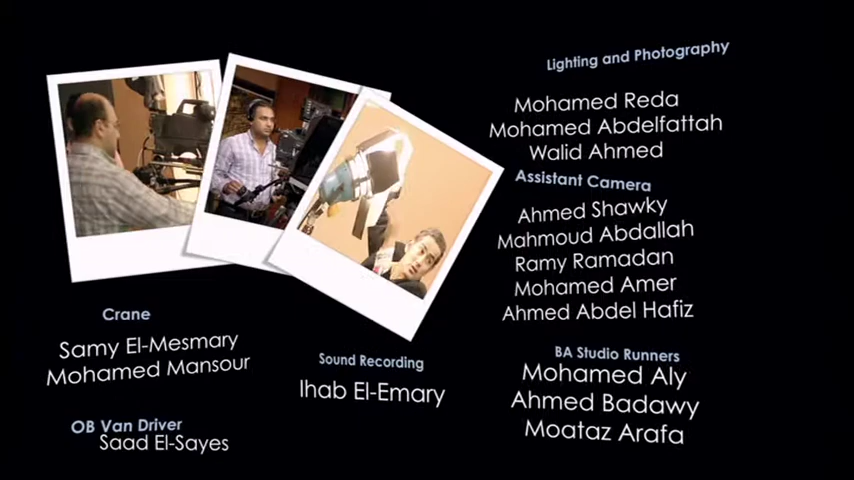 Lighting and Photography
Mohamed Reda
Mohamed Abdelfattah
Walid Ahmed
Assistant Camera
Ahmed Shawky
Mahmoud Abdallah
Ramy Ramadan
Mohamed Amer
Ahmed Abdel Hafiz
BA Studio Runners
Mohamed Aly
Ahmed Badawy
Moataz Arafa
Crane
Samy El-Mesmary
Mohamed Mansour
Sound Recording
Ihab El-Emary
OB Van Driver
Saad El-Sayes